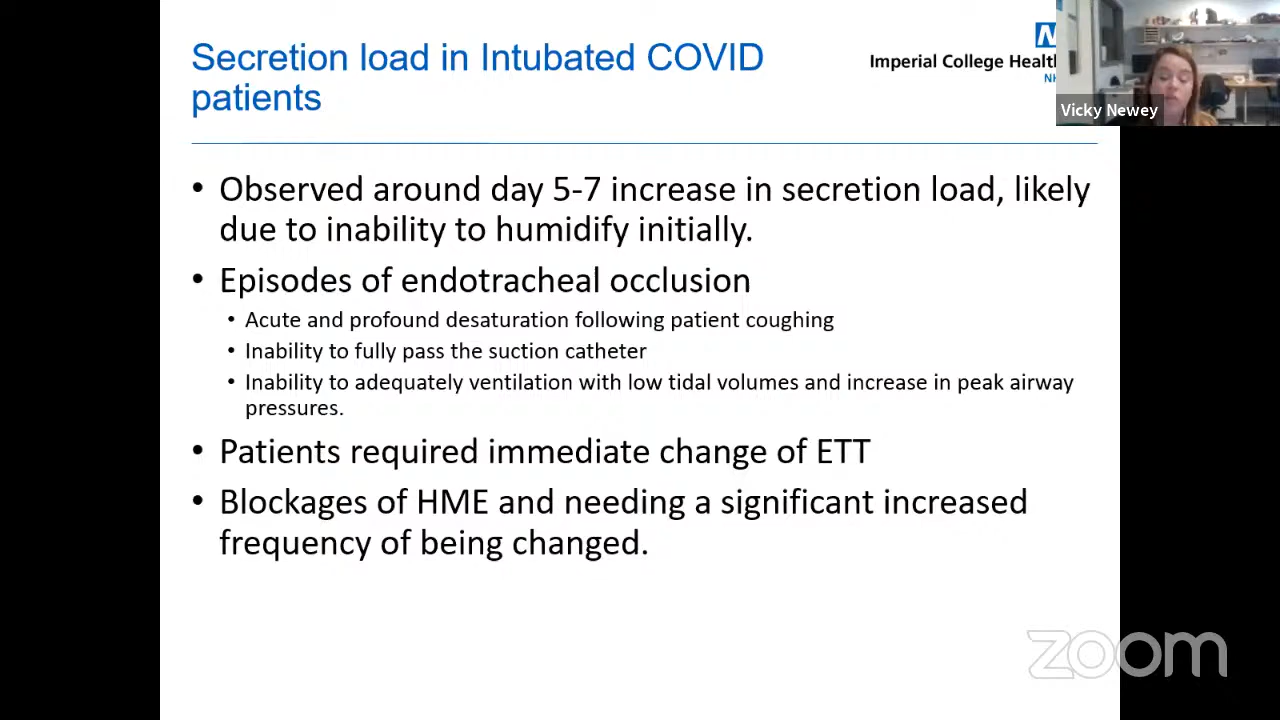 Secretion load in Intubated COVID
patients
Imperial College Health
Vicky Newey
• Observed around day 5-7 increase in secretion load, likely
due to inability to humidify initially.
• Episodes of endotracheal occlusion
• Acute and profound desaturation following patient coughing
• Inability to fully pass the suction catheter
• Inability to adequately ventilation with low tidal volumes and increase in peak airway
pressures.
• Patients required immediate change of ETT
• Blockages of HME and needing a significant increased
frequency of being changed.
zoom